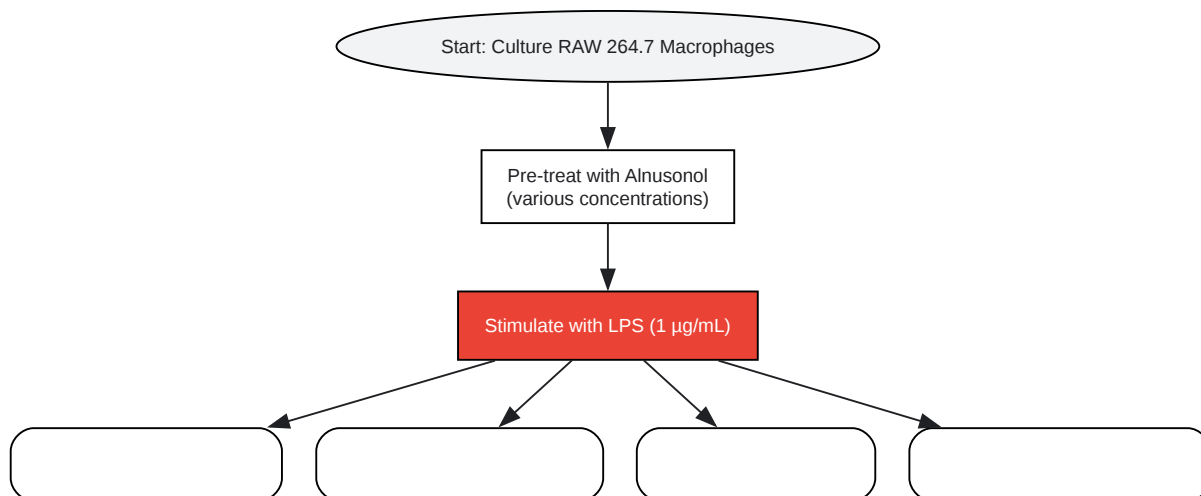 Start: Culture RAW 264.7 Macrophages
Pre-treat with Alnusonol
(various concentrations)
Stimulate with LPS (1 µg/mL)